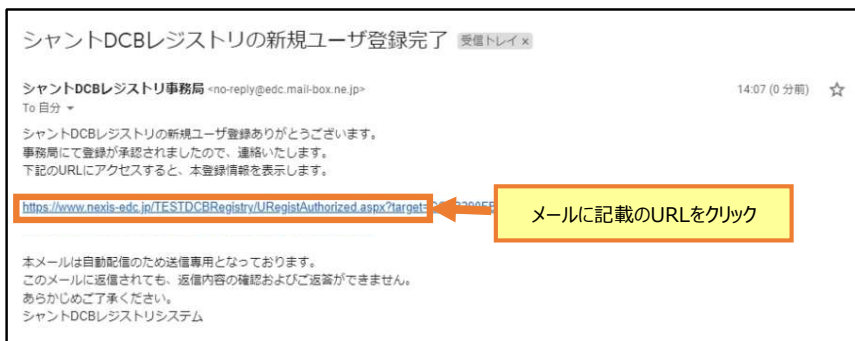 シャントDCBレジストリの新規ユーザ登録完了 受信トレイ ×
シャントDCBレジストリ事務局 <no-reply@edc.mail-box.ne.jp> 14:07 (0 分前)
To 自分
シャントDCBレジストリの新規ユーザ登録ありがとうございます。
事務局にて登録が承認されましたので、連絡いたします。
下記のURLにアクセスすると、本登録情報を表示します。
https://www.nexis-edc.jp/TESTDCBRegistry/URegistAuthorized.aspx?target=
メールに記載のURLをクリック
本メールは自動配信のため送信専用となっております。
このメールに返信されても、返信内容の確認およびご返答ができません。
あらかじめご了承ください。
シャントDCBレジストリシステム